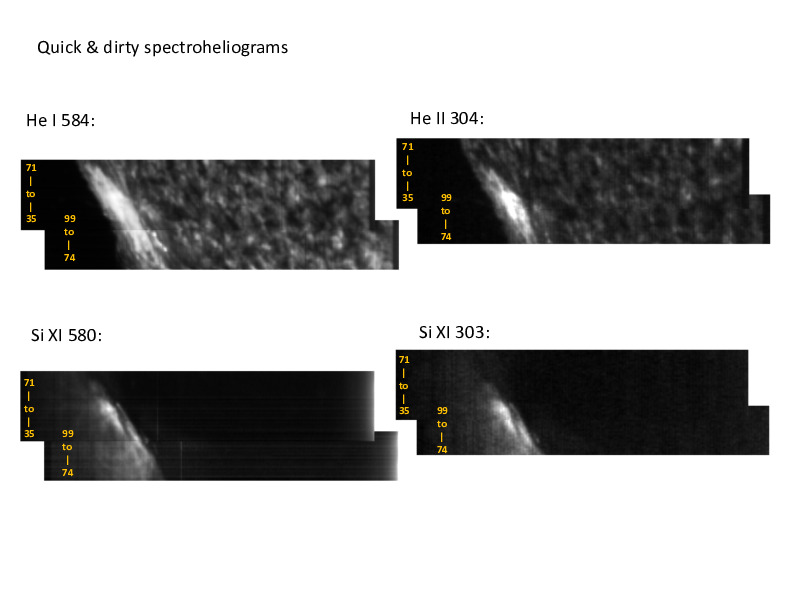 Quick & dirty spectroheliograms
He I 584:
He II 304:
71
|
to
|
35
99
to
|
74
71
|
to
|
35
99
to
|
74
Si XI 580:
Si XI 303:
71
|
to
|
35
99
to
|
74
71
|
to
|
35
99
to
|
74